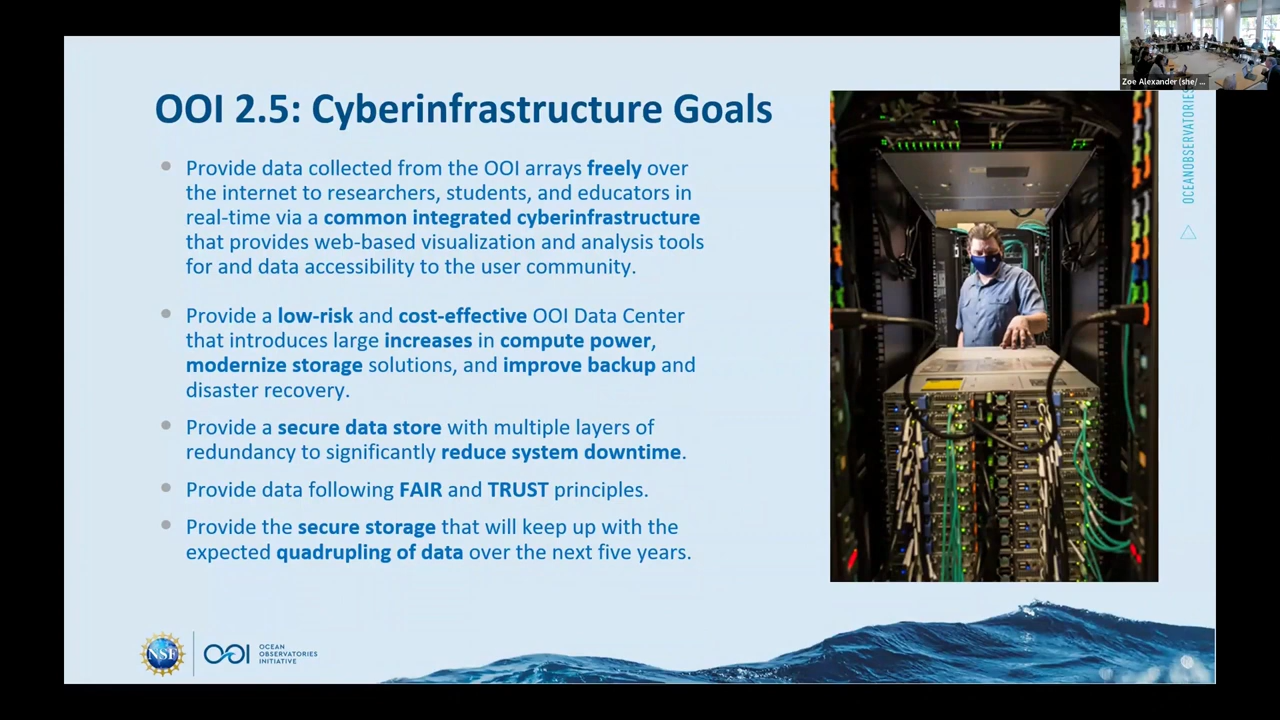 Zoe Alexander (she/ ...
OOI 2.5: Cyberinfrastructure Goals
Provide data collected from the OOI arrays freely over
the internet to researchers, students, and educators in
real-time via a common integrated cyberinfrastructure
that provides web-based visualization and analysis tools
for and data accessibility to the user community.
Provide a low-risk and cost-effective OOI Data Center
that introduces large increases in compute power,
modernize storage solutions, and improve backup and
disaster recovery.
Provide a secure data store with multiple layers of
redundancy to significantly reduce system downtime.
Provide data following FAIR and TRUST principles.
Provide the secure storage that will keep up with the
expected quadrupling of data over the next five years.
OCEANOBSERVATORIES
NSF
OOI
OCEAN
OBSERVATORIES
INITIATIVE